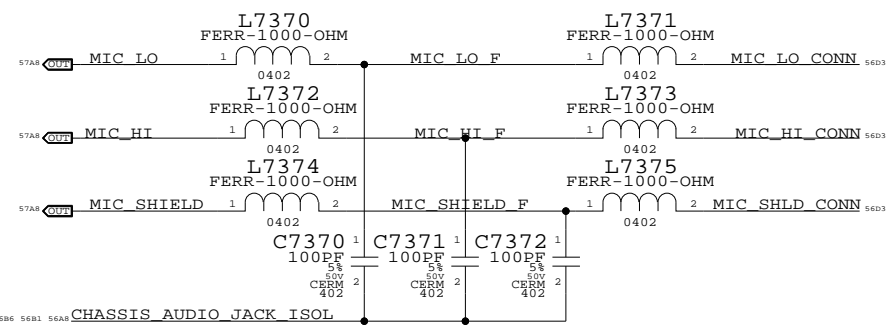 L7370 L7371
FERR-1000-OHM FERR-1000-OHM
57A8 OUT MIC_LO 1 2 MIC_LO_F 1 2 MIC_LO_CONN 56D3
0402 0402
L7372 L7373
FERR-1000-OHM FERR-1000-OHM
57A8 OUT MIC_HI 1 2 MIC_HI_F 1 2 MIC_HI_CONN 56D3
0402 0402
L7374 L7375
FERR-1000-OHM FERR-1000-OHM
57A8 OUT MIC_SHIELD 1 2 MIC_SHIELD_F 1 2 MIC_SHLD_CONN 56D3
0402 0402
C7370 1 C7371 1 C7372 1
100PF 100PF 100PF
5% 5% 5%
50V 50V 50V
CERM 2 CERM 2 CERM 2
402 402 402
56B1 56A8 CHASSIS_AUDIO_JACK_ISOL